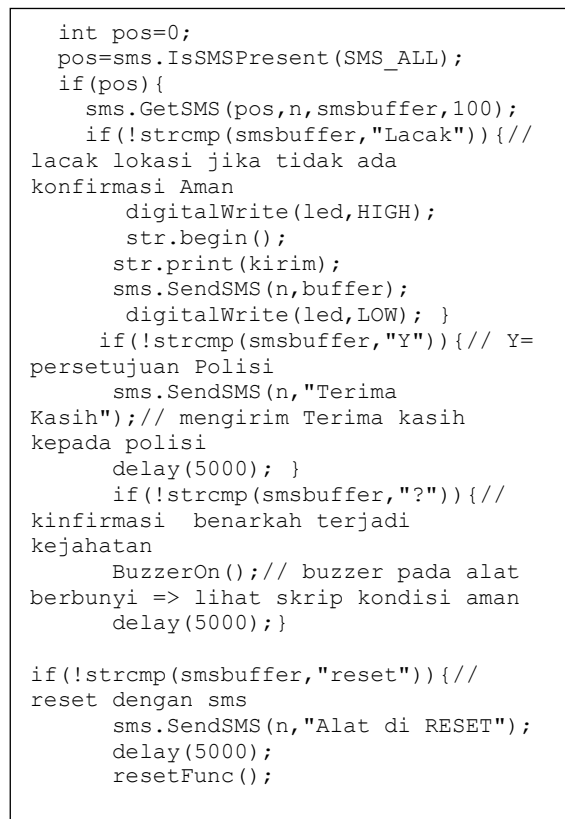 int pos=0;
pos=sms.IsSMSPresent(SMS_ALL);
if(pos){
sms.GetSMS(pos,n,smsbuffer,100);
if(!strcmp(smsbuffer,"Lacak")){//
lacak lokasi jika tidak ada
konfirmasi Aman
digitalWrite(led,HIGH);
str.begin();
str.print(kirim);
sms.SendSMS(n,buffer);
digitalWrite(led,LOW); }
if(!strcmp(smsbuffer,"Y")){// Y=
persetujuan Polisi
sms.SendSMS(n,"Terima
Kasih");// mengirim Terima kasih
kepada polisi
delay(5000); }
if(!strcmp(smsbuffer,"?")){//
kinfirmasi  benarkah terjadi
kejahatan
BuzzerOn();// buzzer pada alat
berbunyi => lihat skrip kondisi aman
delay(5000);}
if(!strcmp(smsbuffer,"reset")){//
reset dengan sms
sms.SendSMS(n,"Alat di RESET");
delay(5000);
resetFunc();